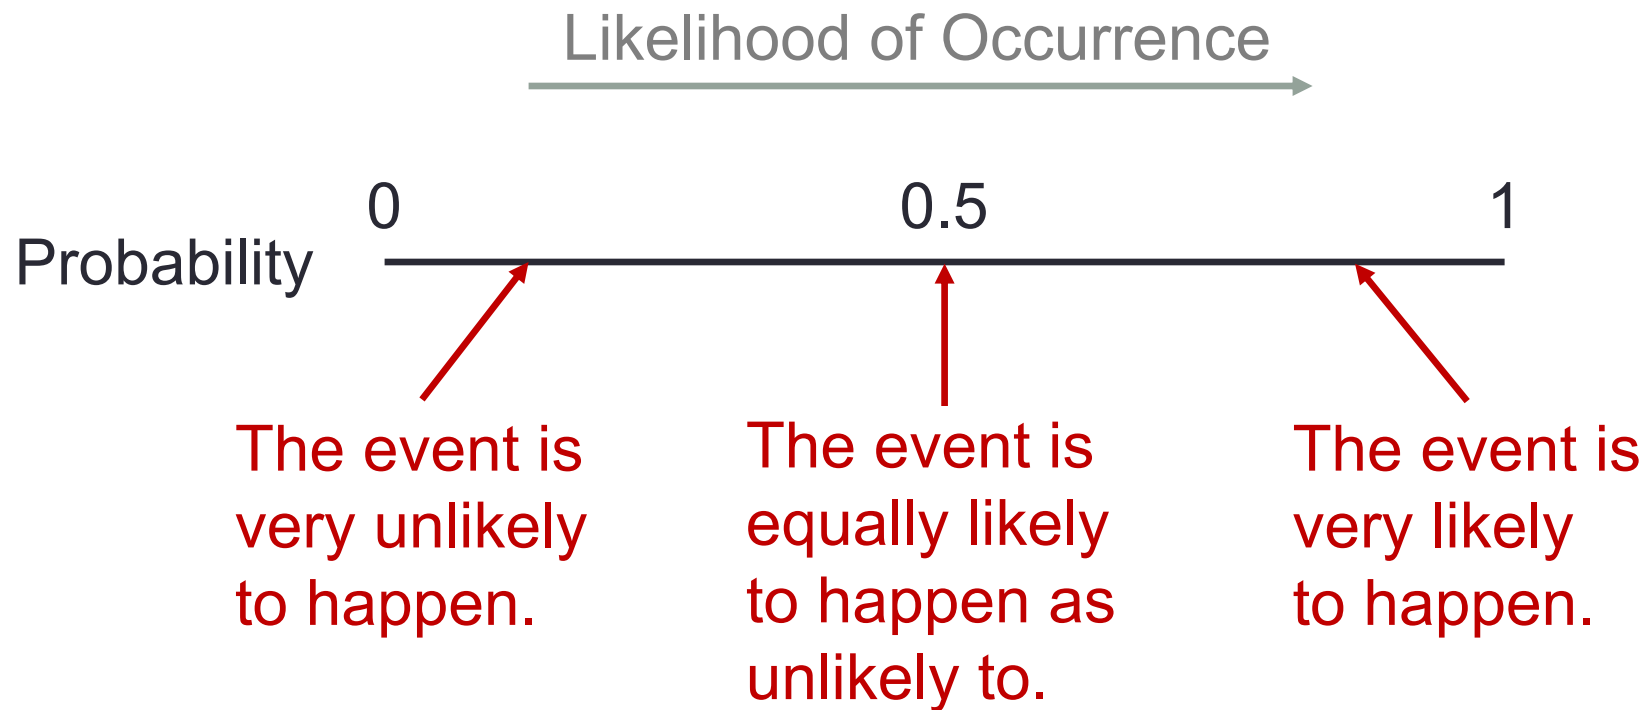 Likelihood of Occurrence
0 0.5 1
Probability
The event is
very unlikely
to happen.
The event is
equally likely
to happen as
unlikely to.
The event is
very likely
to happen.